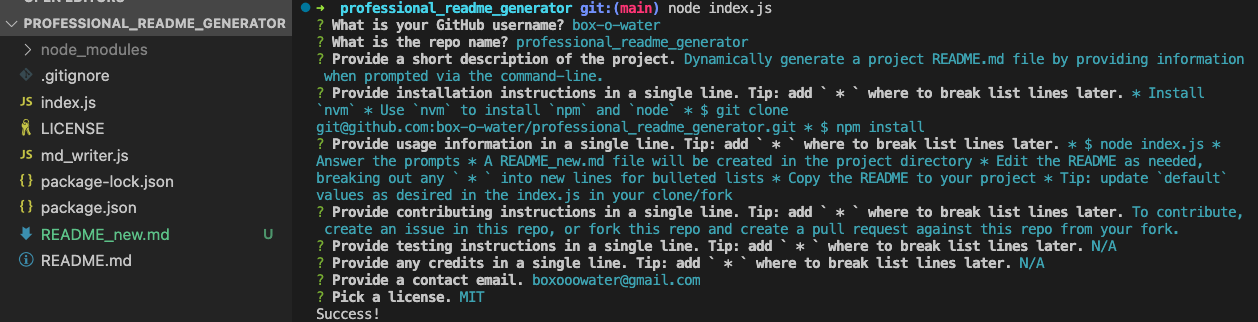 OPEN EDITORS
PROFESSIONAL_README_GENERATOR
node_modules
.gitignore
JS index.js
LICENSE
JS md_writer.js
{} package-lock.json
{} package.json
README_new.md U
README.md
➜ professional_readme_generator git:(main) node index.js
? What is your GitHub username? box-o-water
? What is the repo name? professional_readme_generator
? Provide a short description of the project. Dynamically generate a project README.md file by providing information
when prompted via the command-line.
? Provide installation instructions in a single line. Tip: add ` * ` where to break list lines later. * Install
`nvm` * Use `nvm` to install `npm` and `node` * $ git clone
git@github.com:box-o-water/professional_readme_generator.git * $ npm install
? Provide usage information in a single line. Tip: add ` * ` where to break list lines later. * $ node index.js *
Answer the prompts * A README_new.md file will be created in the project directory * Edit the README as needed,
breaking out any ` * ` into new lines for bulleted lists * Copy the README to your project * Tip: update `default`
values as desired in the index.js in your clone/fork
? Provide contributing instructions in a single line. Tip: add ` * ` where to break list lines later. To contribute,
create an issue in this repo, or fork this repo and create a pull request against this repo from your fork.
? Provide testing instructions in a single line. Tip: add ` * ` where to break list lines later. N/A
? Provide any credits in a single line. Tip: add ` * ` where to break list lines later. N/A
? Provide a contact email. boxooowater@gmail.com
? Pick a license. MIT
Success!